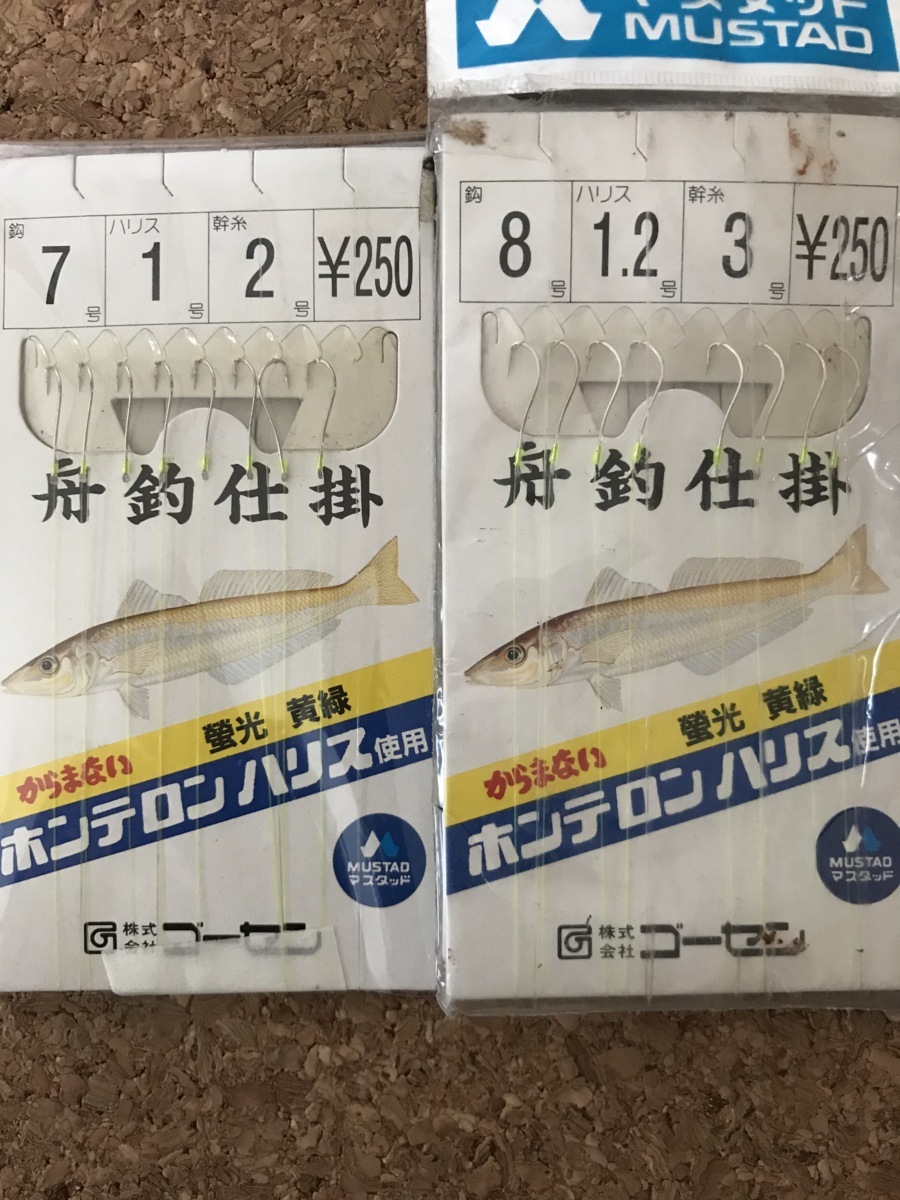 マスタッド
MUSTAD
鈎 7号 ハリス 1号 幹糸 2号 ¥250
舟釣仕掛
からまない 螢光 黄緑
ホンテロンハリス使用
MUSTAD
マスタッド
株式会社 ゴーセン
鈎 8号 ハリス 1.2号 幹糸 3号 ¥250
舟釣仕掛
からまない 螢光 黄緑
ホンテロンハリス使用
MUSTAD
マスタッド
株式会社 ゴーセン